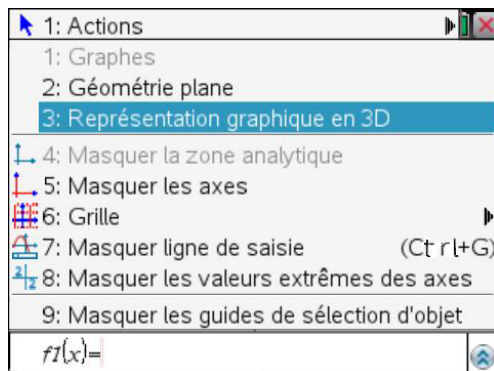 1: Actions
1: Graphes
2: Géométrie plane
3: Représentation graphique en 3D
4: Masquer la zone analytique
5: Masquer les axes
6: Grille
7: Masquer ligne de saisie (Ctrl+G)
8: Masquer les valeurs extrêmes des axes
9: Masquer les guides de sélection d'objet
f1(x)=